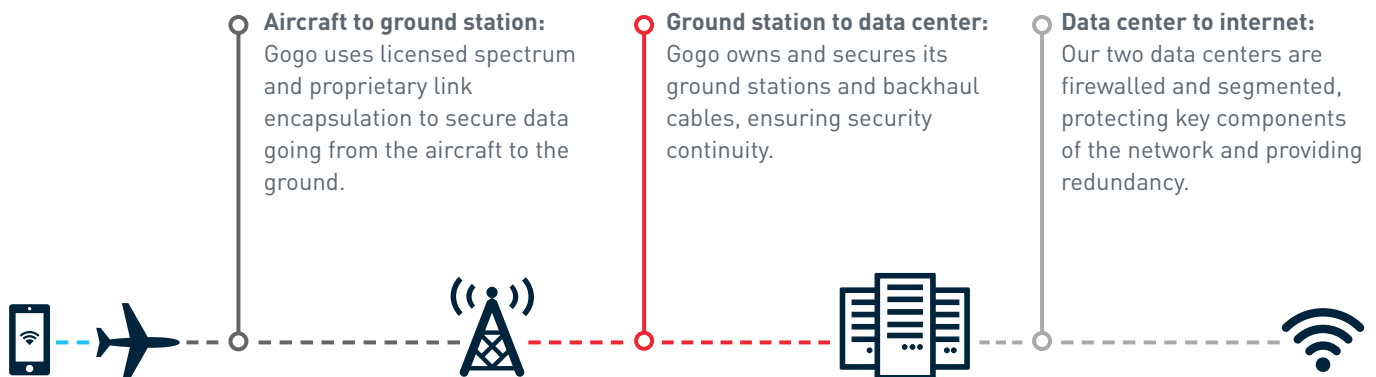 Aircraft to ground station:
Gogo uses licensed spectrum
and proprietary link
encapsulation to secure data
going from the aircraft to the
ground.
Ground station to data center:
Gogo owns and secures its
ground stations and backhaul
cables, ensuring security
continuity.
Data center to internet:
Our two data centers are
firewalled and segmented,
protecting key components
of the network and providing
redundancy.